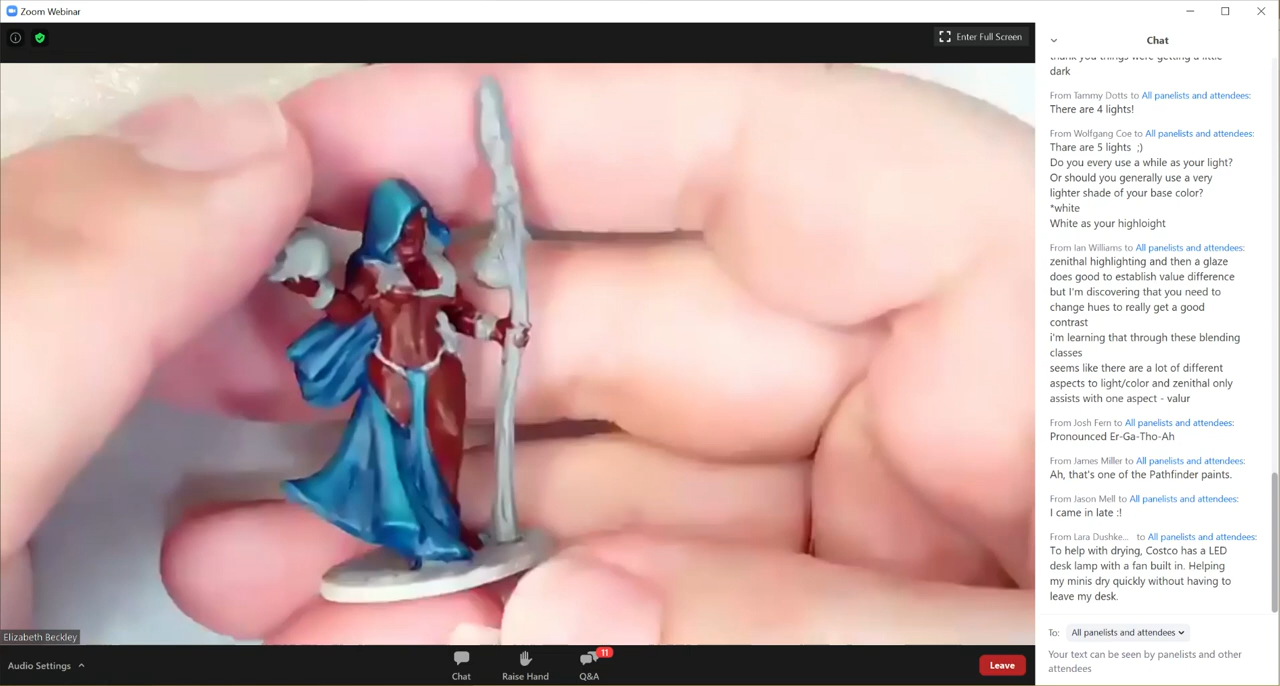 Zoom Webinar
Enter Full Screen
Chat
thank you things were getting a little
dark
From Tammy Dotts to All panelists and attendees:
There are 4 lights!
From Wolfgang Coe to All panelists and attendees:
Thare are 5 lights ;)
Do you every use a while as your light?
Or should you generally use a very
lighter shade of your base color?
*white
White as your highloight
From Ian Williams to All panelists and attendees:
zenithal highlighting and then a glaze
does good to establish value difference
but I'm discovering that you need to
change hues to really get a good
contrast
i'm learning that through these blending
classes
seems like there are a lot of different
aspects to light/color and zenithal only
assists with one aspect - valur
From Josh Fern to All panelists and attendees:
Pronounced Er-Ga-Tho-Ah
From James Miller to All panelists and attendees:
Ah, that's one of the Pathfinder paints.
From Jason Mell to All panelists and attendees:
I came in late :!
From Lara Dushke... to All panelists and attendees:
To help with drying, Costco has a LED
desk lamp with a fan built in. Helping
my minis dry quickly without having to
leave my desk.
To: All panelists and attendees
Your text can be seen by panelists and other
attendees
Elizabeth Beckley
Audio Settings
Chat
Raise Hand
11
Q&A
Leave